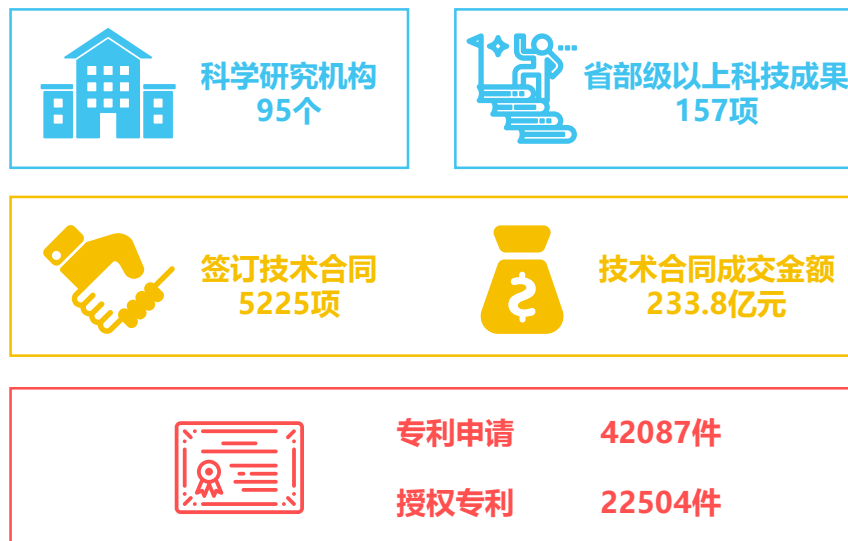 科学研究机构
95个
省部级以上科技成果
157项
签订技术合同
5225项
技术合同成交金额
233.8亿元
专利申请 42087件
授权专利 22504件